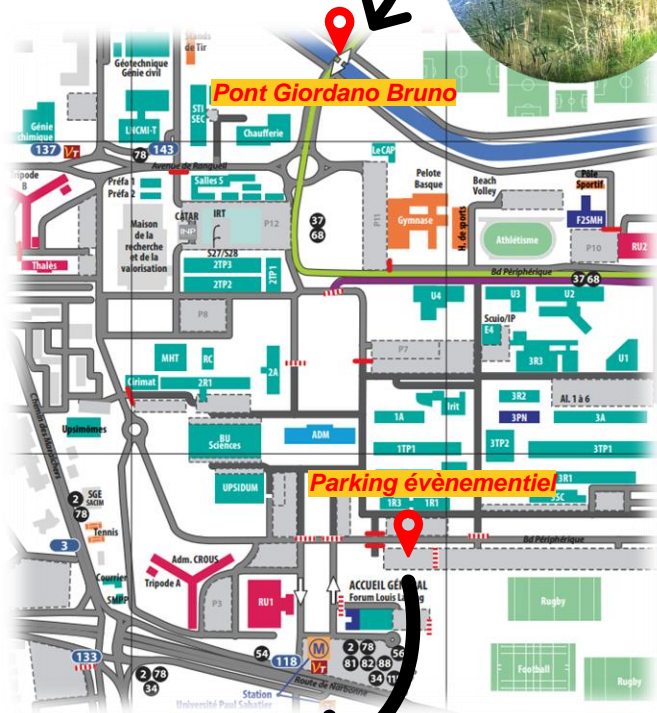 Stands
de Tir
Géotechnique
Génie civil
Pont Giordano Bruno
STI
SEC
Génie
chimique
LNCMI-T
Chaufferie
137
VT
78
143
Avenue de Rangueil
Le CAP
Tripode
B
Préfa 1
Préfa 2
Salles S
Pelote
Basque
Beach
Volley
Pôle
Sportif
CATAR
INP
IRT
P12
37
68
P11
Gymnase
H. de sports
Athlétisme
F2SMH
P10
RU2
Maison
de la
recherche
et de la
valorisation
S27/S28
Thalès
2TP3
2TP2
2TP1
Bd Périphérique
37 68
U4
U3
U2
P8
Scuio/IP
E4
P7
3R3
U1
MHT
RC
2A
Cirimat
2R1
Irit
3R2
AL 1 à 6
1A
3PN
3A
Chemin des Maraîchers
Upsimômes
BU
Sciences
ADM
1TP1
3TP2
3TP1
UPSIDUM
Parking évènementiel
3R1
1R3
1R1
2
78
SGE
SACIM
Tennis
3
Bd Périphérique
Adm. CROUS
Tripode A
Courrier
SMPP
P3
RU1
ACCUEIL GÉNÉRAL
Forum Louis
Rugby
133
2
78
34
54
118
M
VT
2
78
81
82
88
34
56
Football
Rugby
Route de Narbonne
Station
Université Paul Sabatier